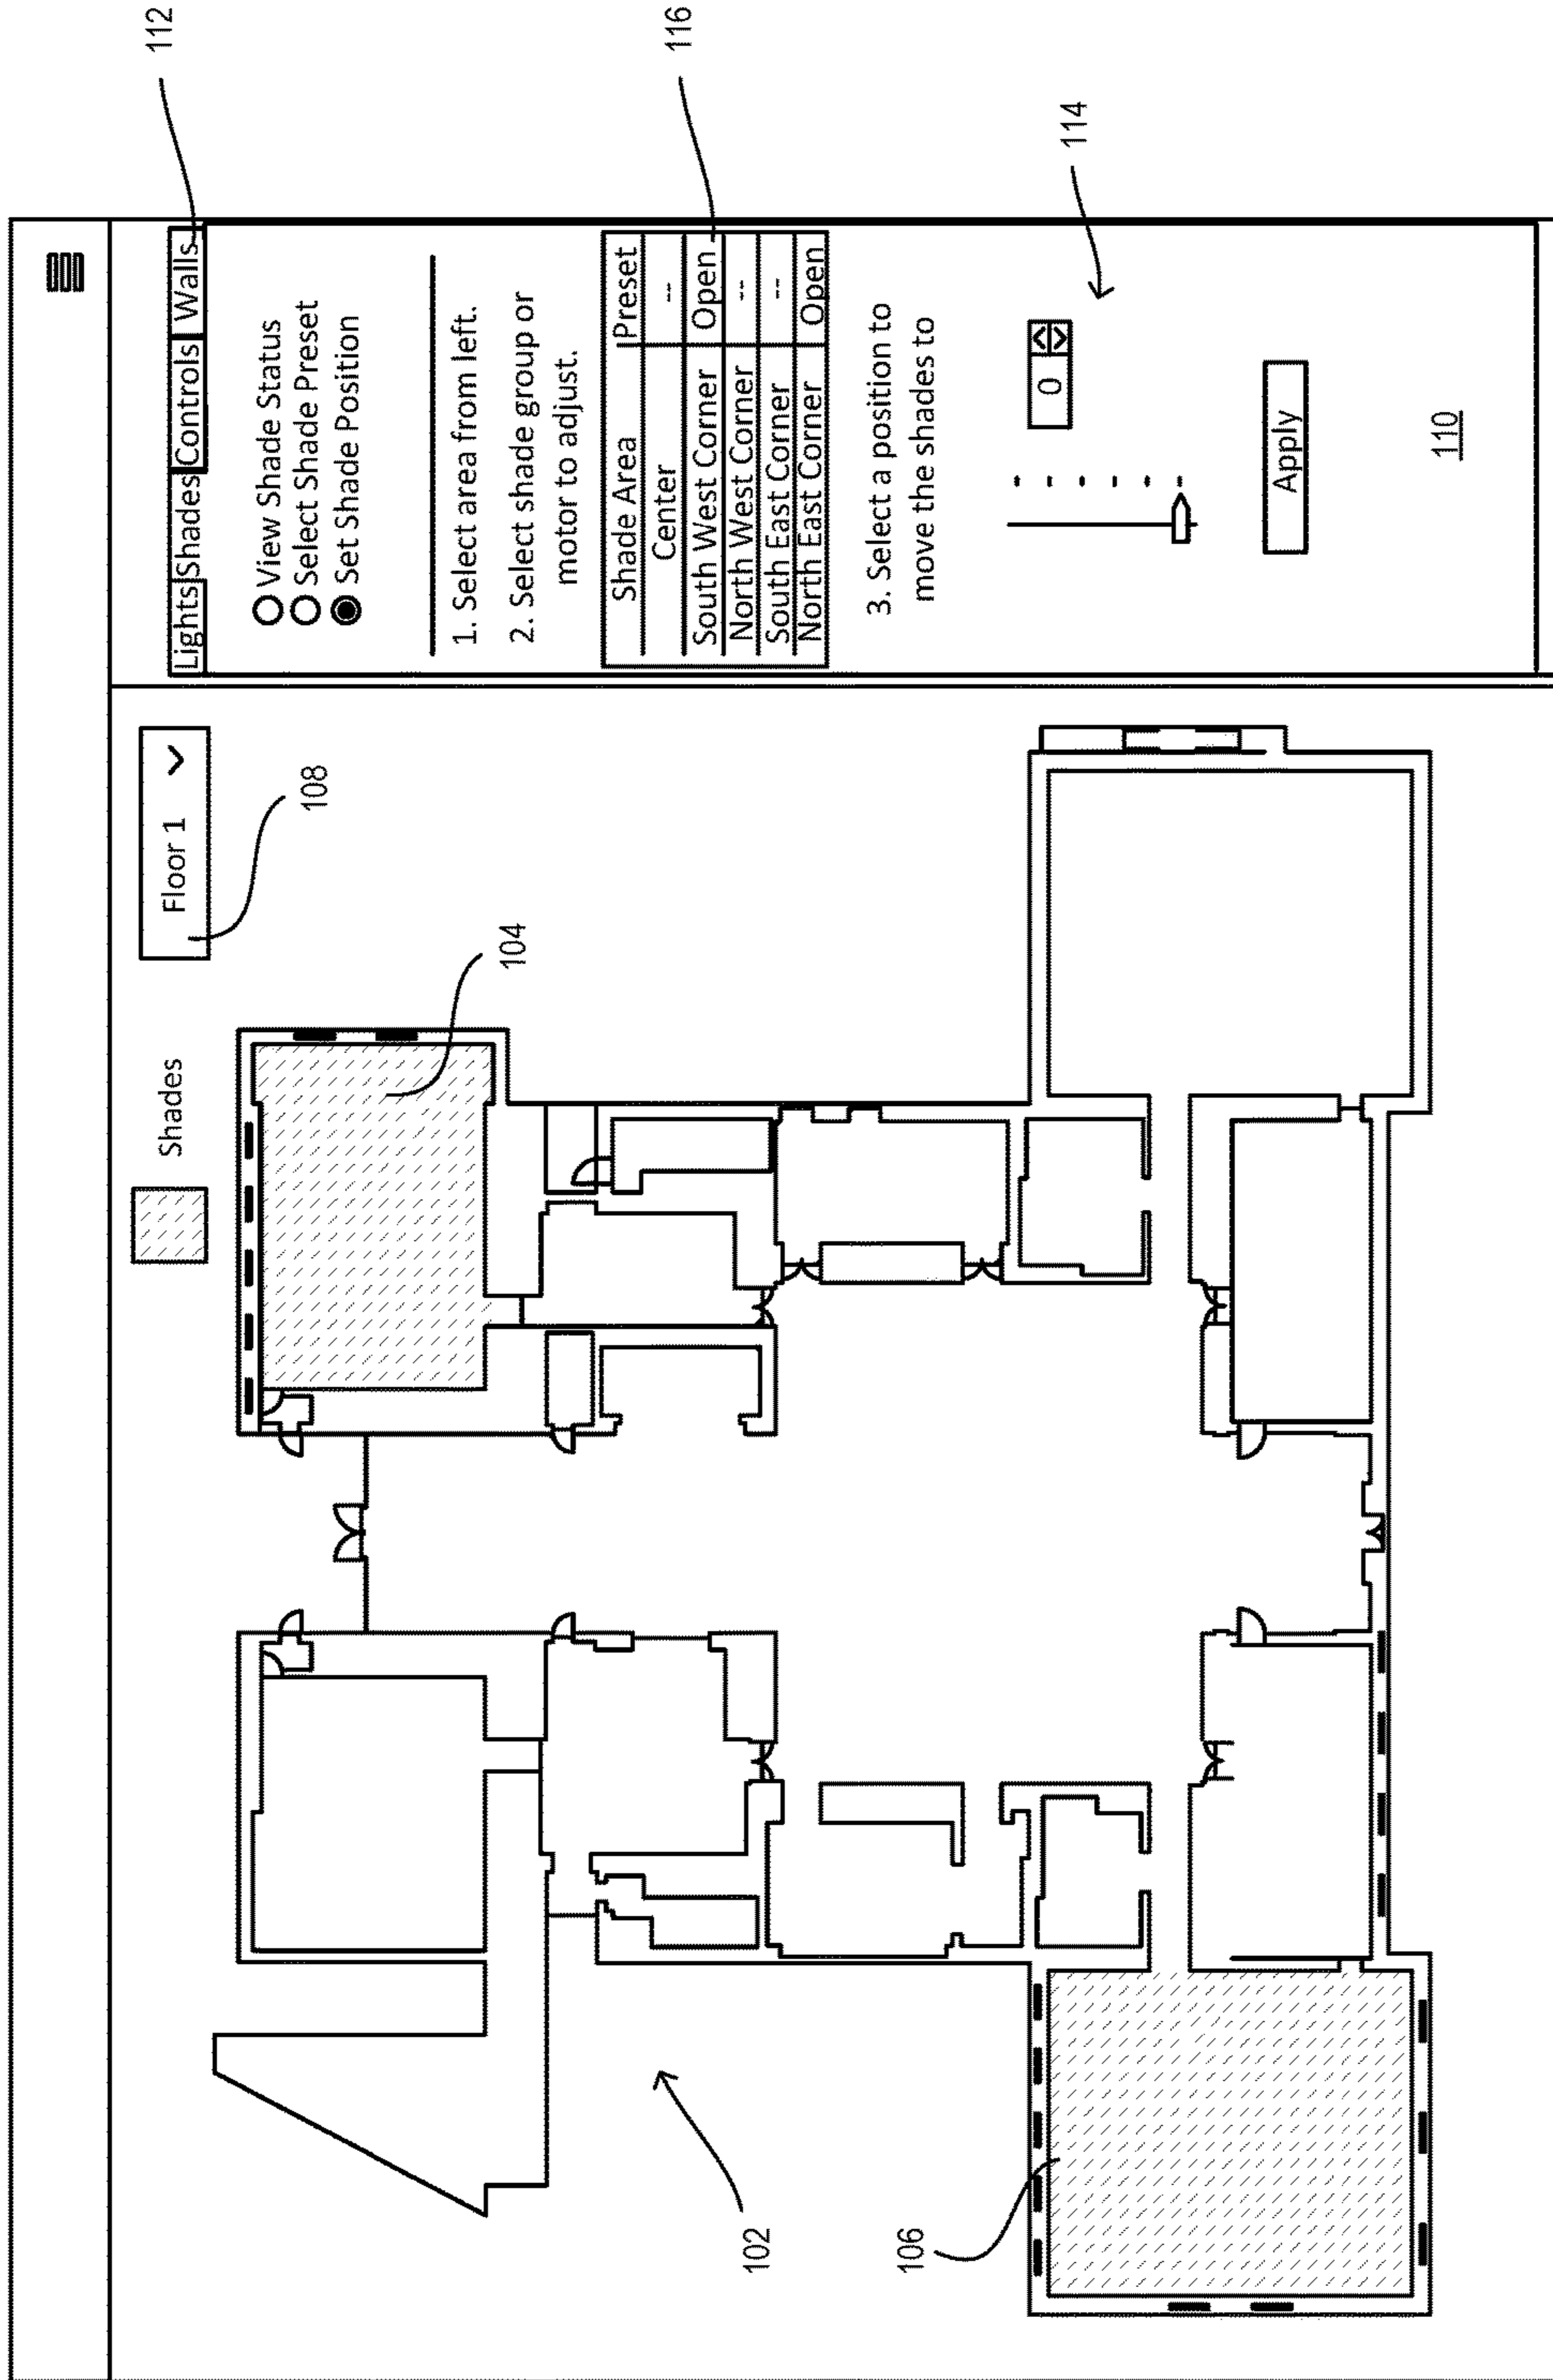 Shades
Floor 1
108
104
102
106
Lights Shades Controls Walls
112
View Shade Status
Select Shade Preset
Set Shade Position
1. Select area from left.
2. Select shade group or
motor to adjust.
Shade Area Preset
Center --
South West Corner Open
116
North West Corner --
South East Corner --
North East Corner Open
3. Select a position to
move the shades to
0
114
Apply
110